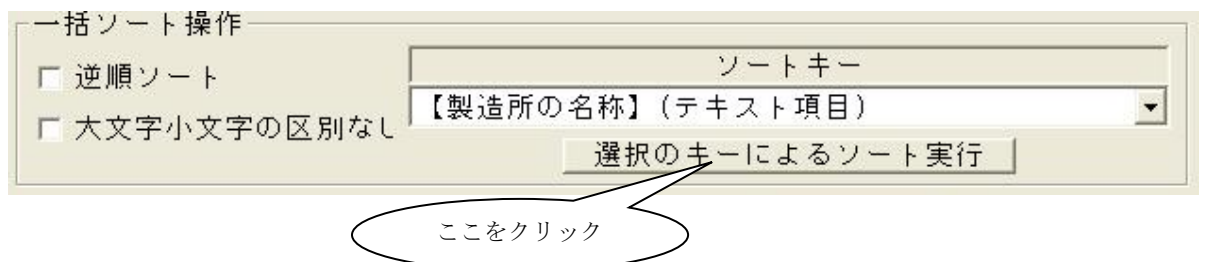 一括ソート操作
逆順ソート
大文字小文字の区別なし
ソートキー
【製造所の名称】(テキスト項目)
選択のキーによるソート実行
ここをクリック